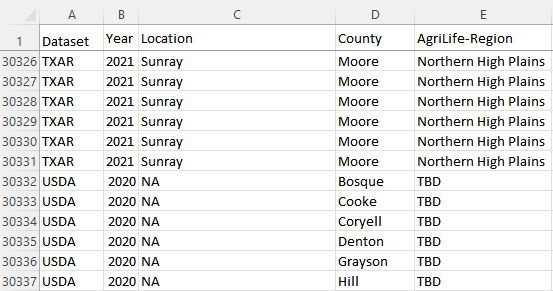 A B C D E
1 Dataset Year Location County AgriLife-Region
30326 TXAR 2021 Sunray Moore Northern High Plains
30327 TXAR 2021 Sunray Moore Northern High Plains
30328 TXAR 2021 Sunray Moore Northern High Plains
30329 TXAR 2021 Sunray Moore Northern High Plains
30330 TXAR 2021 Sunray Moore Northern High Plains
30331 TXAR 2021 Sunray Moore Northern High Plains
30332 USDA 2020 NA Bosque TBD
30333 USDA 2020 NA Cooke TBD
30334 USDA 2020 NA Coryell TBD
30335 USDA 2020 NA Denton TBD
30336 USDA 2020 NA Grayson TBD
30337 USDA 2020 NA Hill TBD